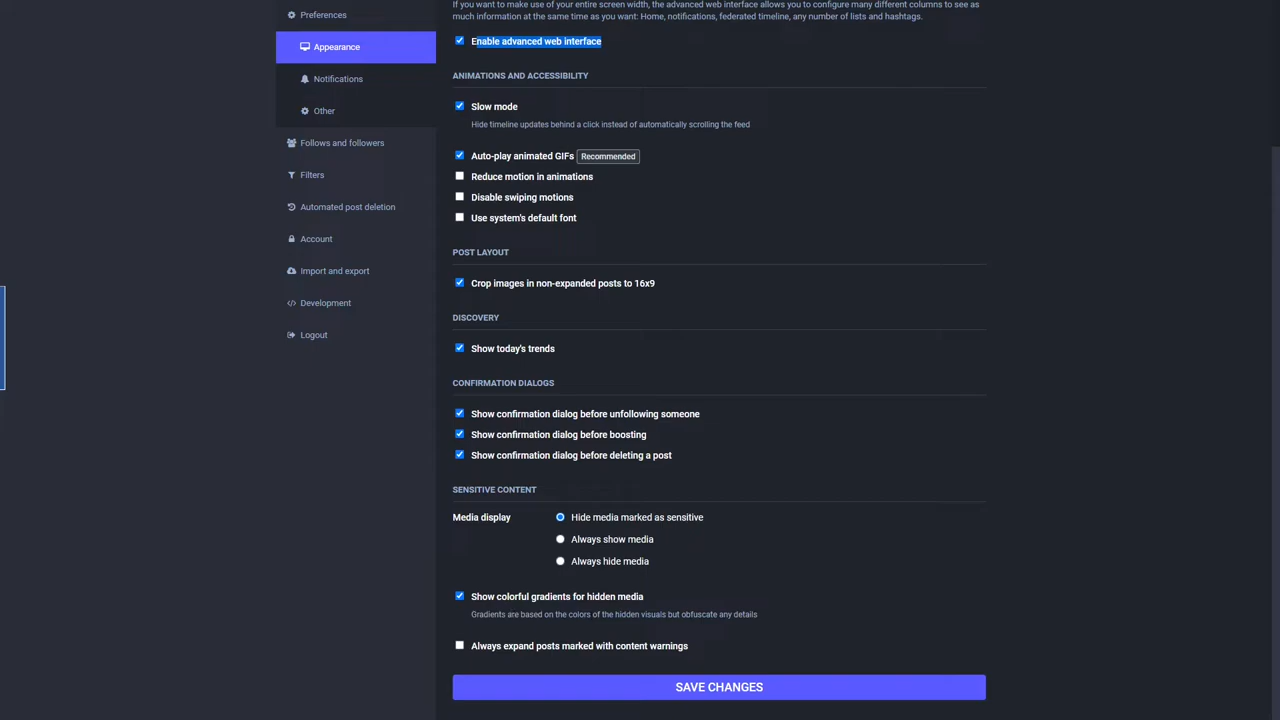 Preferences
Appearance
Notifications
Other
Follows and followers
Filters
Automated post deletion
Account
Import and export
Development
Logout
If you want to make use of your entire screen width, the advanced web interface allows you to configure many different columns to see as
much information at the same time as you want: Home, notifications, federated timeline, any number of lists and hashtags.
Enable advanced web interface
ANIMATIONS AND ACCESSIBILITY
Slow mode
Hide timeline updates behind a click instead of automatically scrolling the feed
Auto-play animated GIFs Recommended
Reduce motion in animations
Disable swiping motions
Use system's default font
POST LAYOUT
Crop images in non-expanded posts to 16x9
DISCOVERY
Show today's trends
CONFIRMATION DIALOGS
Show confirmation dialog before unfollowing someone
Show confirmation dialog before boosting
Show confirmation dialog before deleting a post
SENSITIVE CONTENT
Media display
Hide media marked as sensitive
Always show media
Always hide media
Show colorful gradients for hidden media
Gradients are based on the colors of the hidden visuals but obfuscate any details
Always expand posts marked with content warnings
SAVE CHANGES